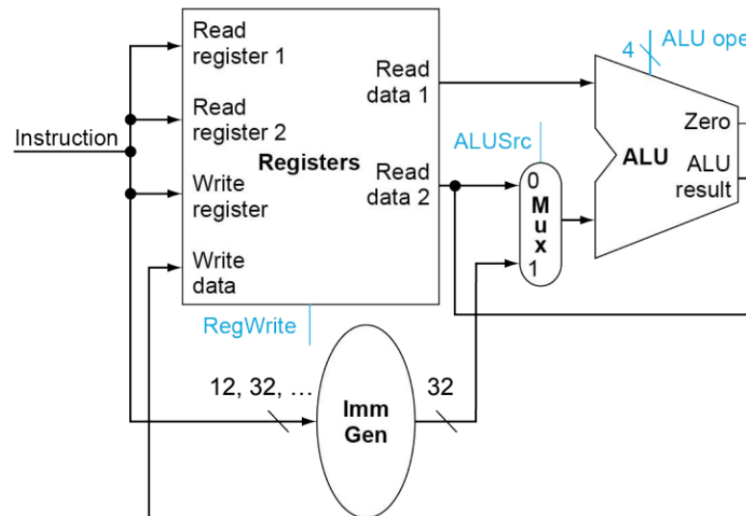 Read
register 1
Read
register 2
Write
register
Write
data
Registers
Read
data 1
Read
data 2
Instruction
RegWrite
ALUSrc
0
M
u
x
1
4
ALU ope
Zero
ALU
ALU
result
12, 32, …
Imm
Gen
32